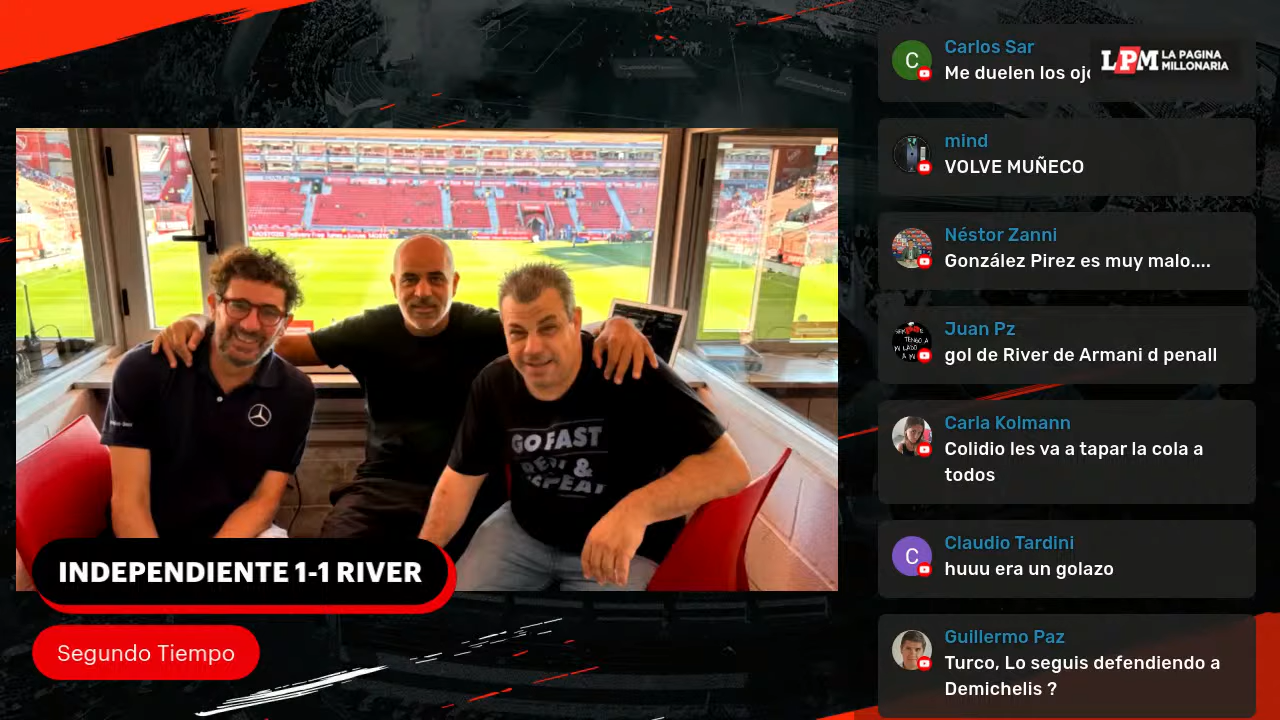 Carlos Sar
Me duelen los ojo
LPM LA PAGINA
MILLONARIA
mind
VOLVE MUÑECO
Néstor Zanni
González Pirez es muy malo....
Juan Pz
gol de River de Armani d penall
Carla Kolmann
Colidio les va a tapar la cola a
todos
Claudio Tardini
huuu era un golazo
Guillermo Paz
Turco, Lo seguis defendiendo a
Demichelis ?
GO FAST
& 
INDEPENDIENTE 1-1 RIVER
Segundo Tiempo
C
C